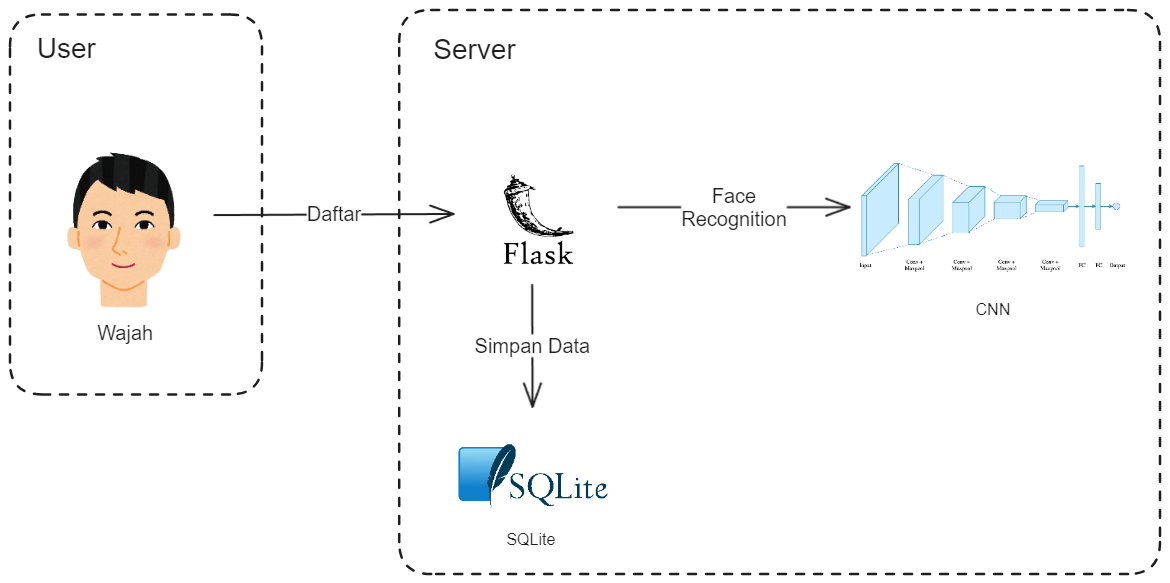 User
Server
Daftar
Flask
Face
Recognition
Input
Conv +
Maxpool
Conv +
Maxpool
Conv +
Maxpool
Conv +
Maxpool
FC
FC
Output
CNN
Wajah
Simpan Data
SQLite
SQLite